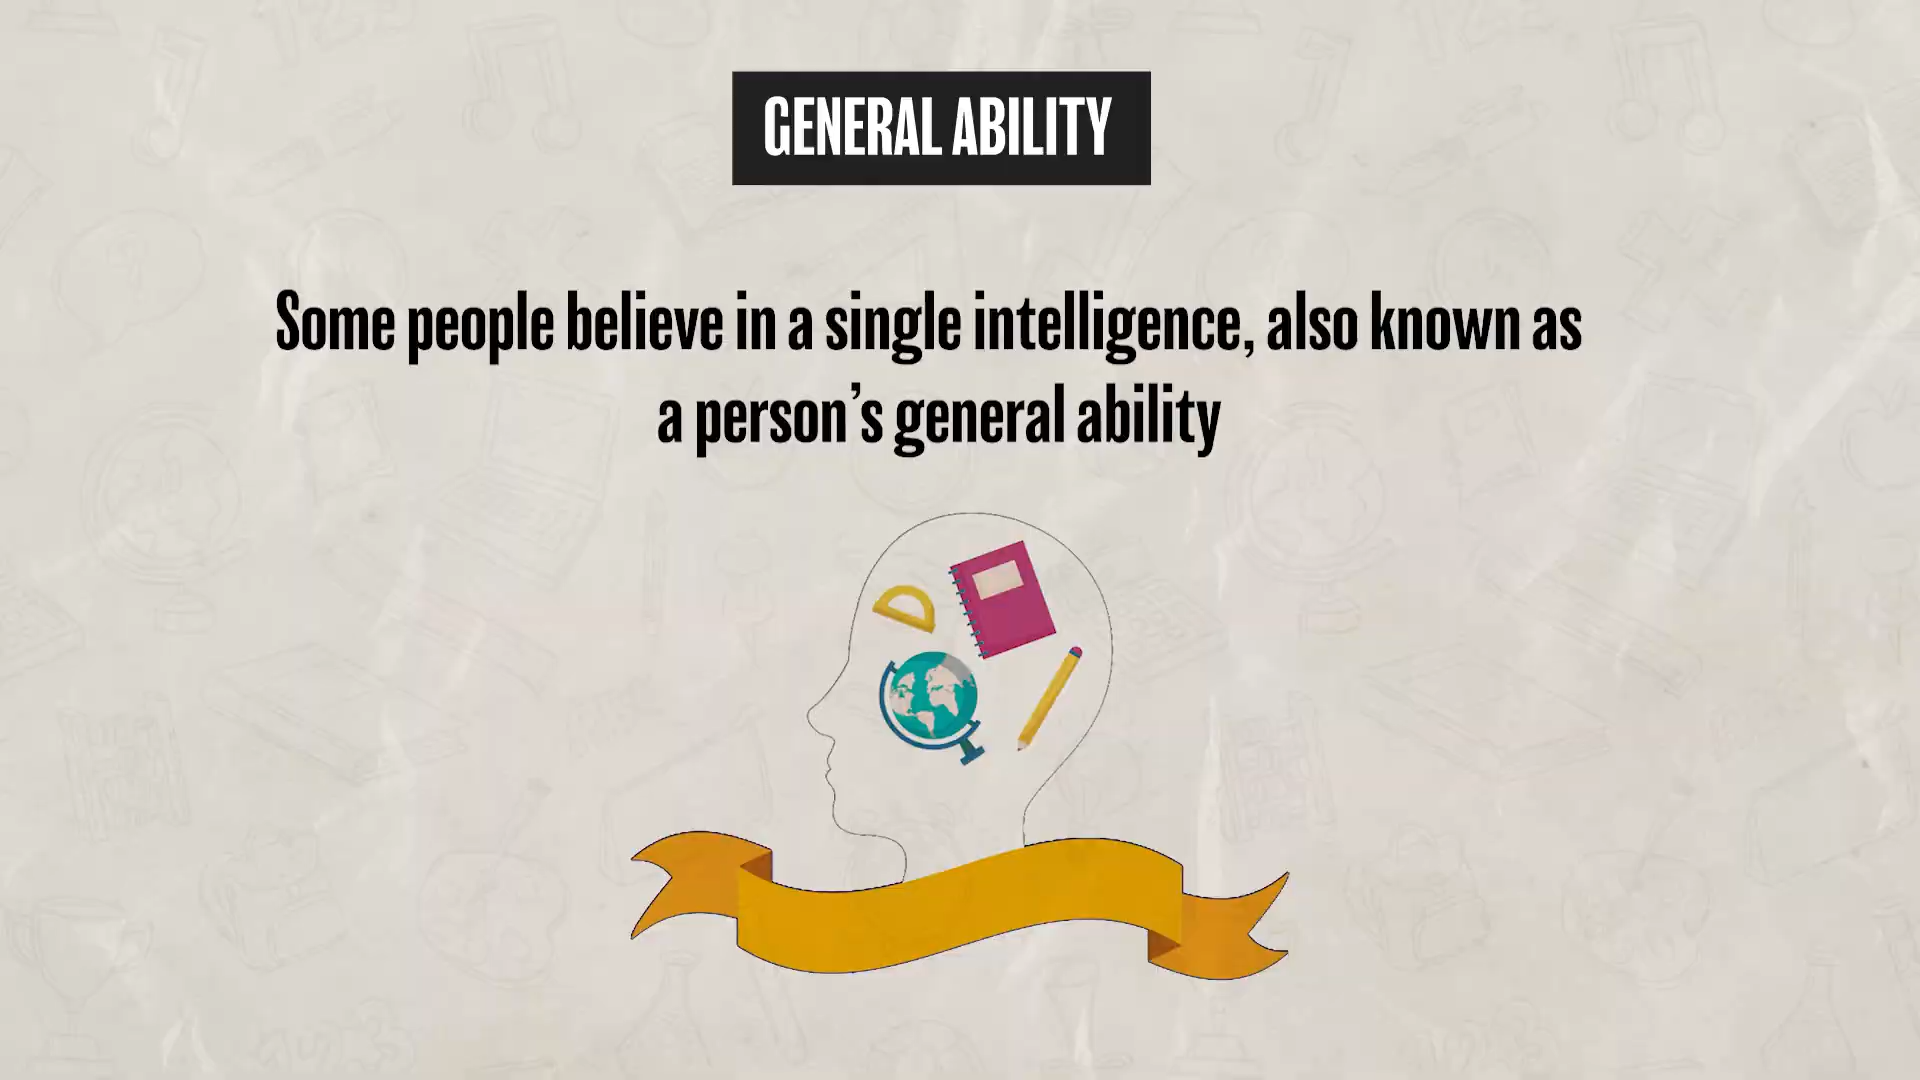 GENERAL ABILITY
Some people believe in a single intelligence, also known as
a person's general ability